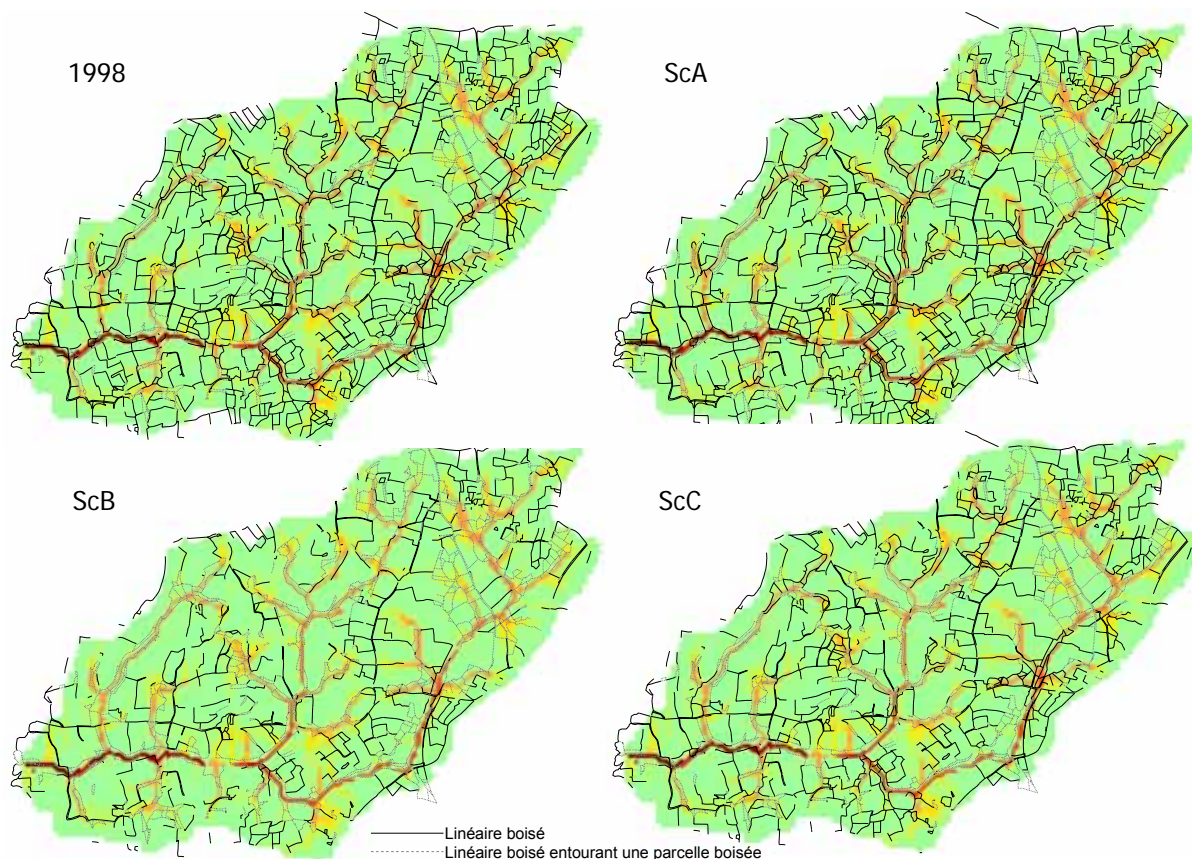 1998
ScA
ScB
ScC
Linéaire boisé
Linéaire boisé entourant une parcelle boisée